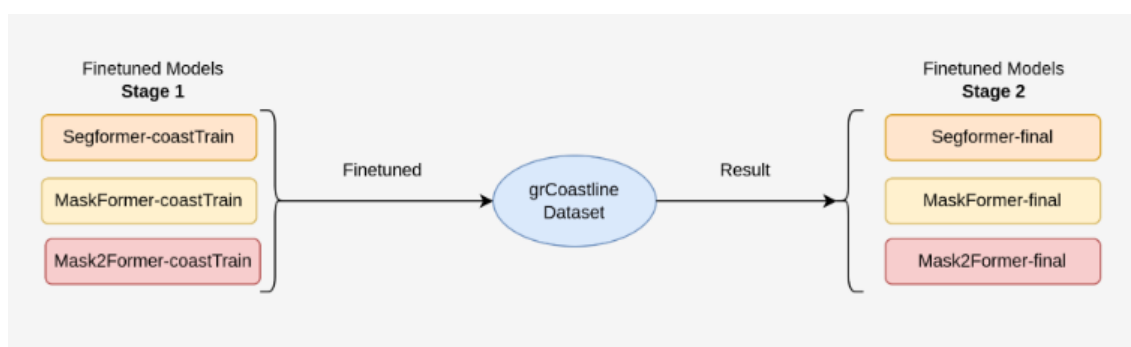 Finetuned Models
Stage 1
Segformer-coastTrain
MaskFormer-coastTrain
Mask2Former-coastTrain
Finetuned
grCoastline
Dataset
Result
Finetuned Models
Stage 2
Segformer-final
MaskFormer-final
Mask2Former-final